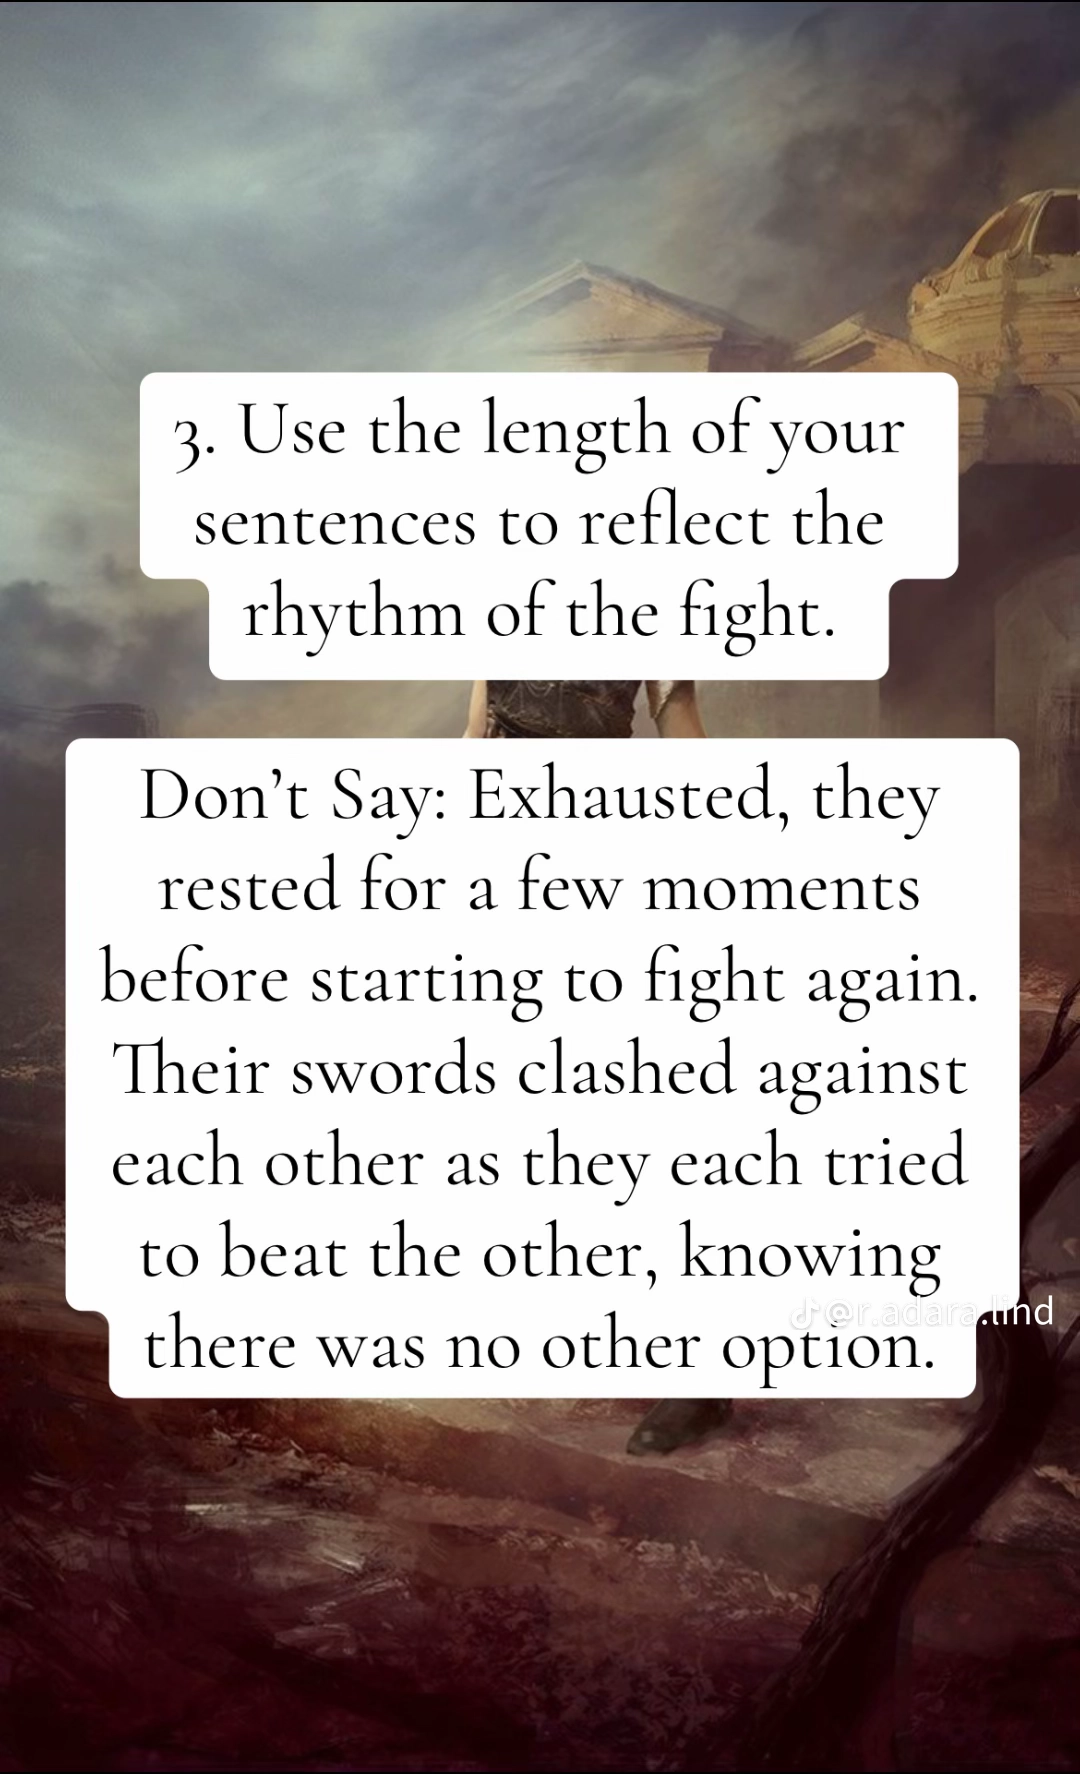 3. Use the length of your
sentences to reflect the
rhythm of the fight.
Don't Say: Exhausted, they
rested for a few moments
before starting to fight again.
Their swords clashed against
each other as they each tried
to beat the other, knowing
there was no other option.
@r.adara.lind